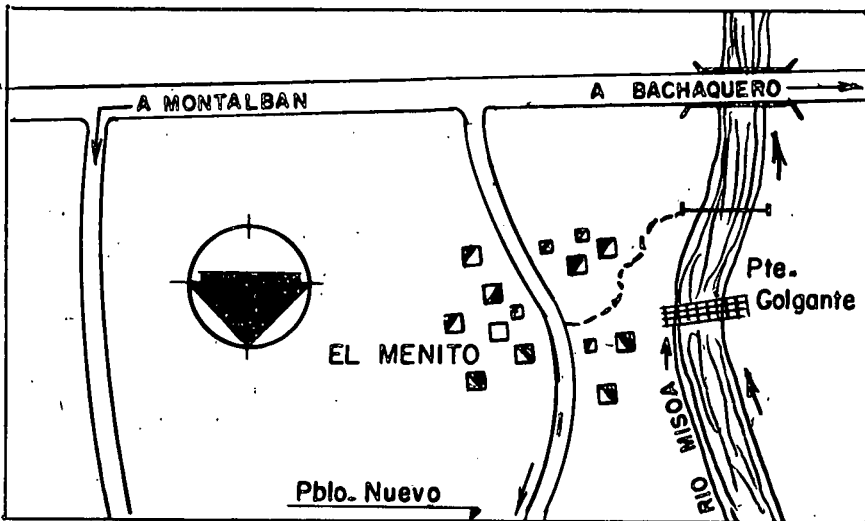 A MONTALBAN
A BACHAQUERO
Pte.
Golgante
EL MENITO
RIO MISOA
Pblo. Nuevo